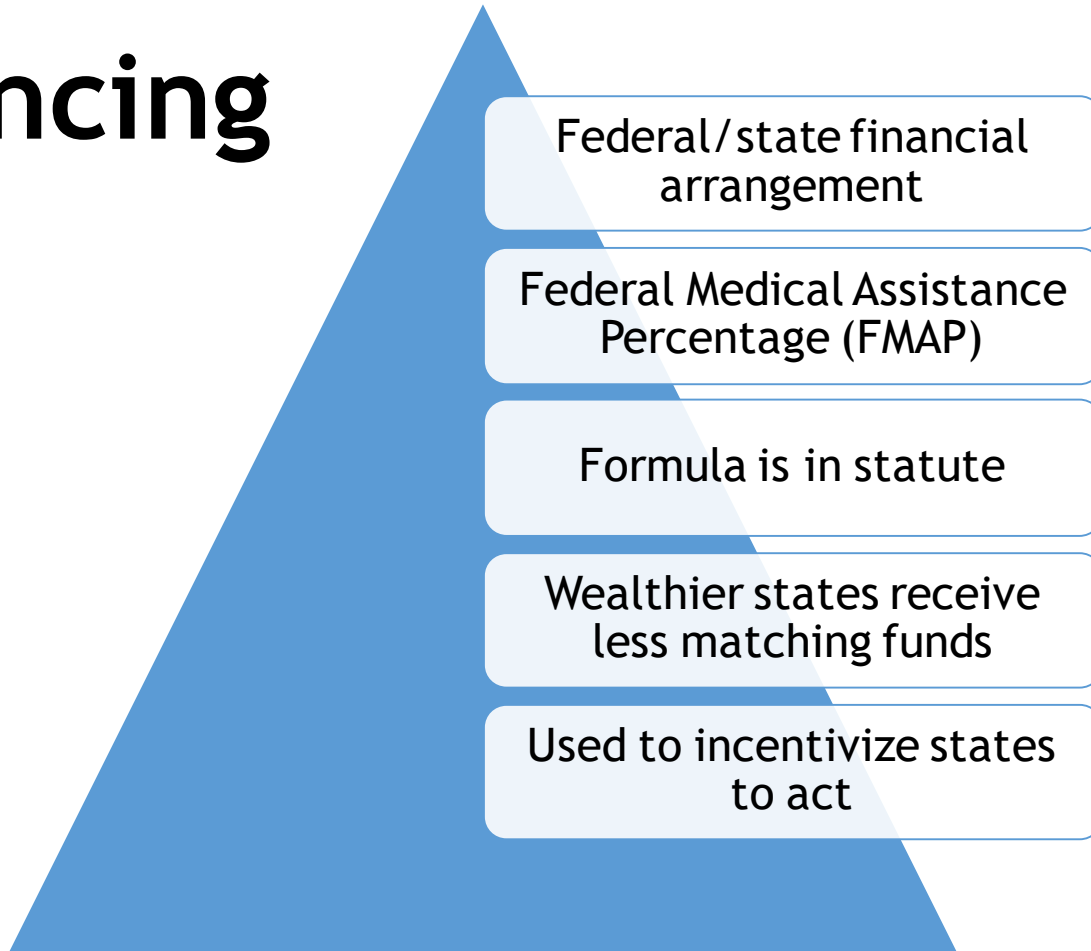 ncing
Federal/state financial
arrangement
Federal Medical Assistance
Percentage (FMAP)
Formula is in statute
Wealthier states receive
less matching funds
Used to incentivize states
to act